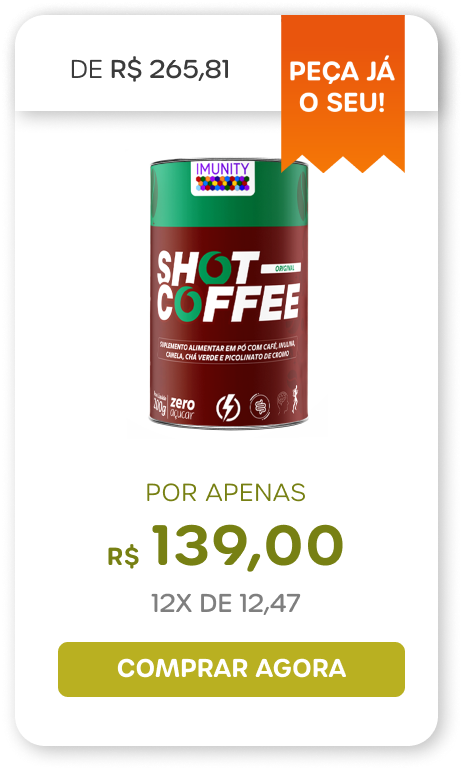 DE R$ 265,81
PEÇA JÁ
O SEU!
IMUNITY
SHOT
ORIGINAL
COFFEE
SUPLEMENTO ALIMENTAR EM PÓ COM CAFÉ, INULINA,
CANELA, CHÁ VERDE E PICOLINATO DE CROMO
200g
zero
açúcar
POR APENAS
R$ 139,00
12X DE 12,47
COMPRAR AGORA